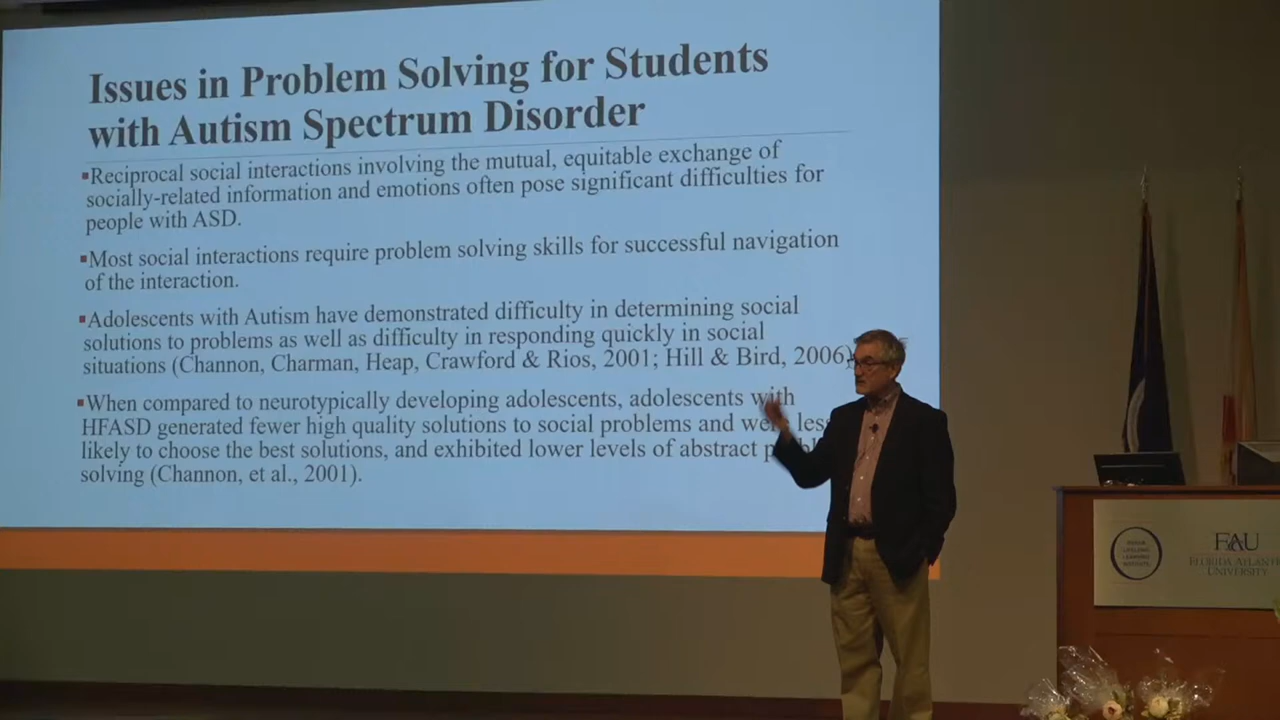 Issues in Problem Solving for Students
with Autism Spectrum Disorder
▪Reciprocal social interactions involving the mutual, equitable exchange of
socially-related information and emotions often pose significant difficulties for
people with ASD.
▪Most social interactions require problem solving skills for successful navigation
of the interaction.
▪Adolescents with Autism have demonstrated difficulty in determining social
solutions to problems as well as difficulty in responding quickly in social
situations (Channon, Charman, Heap, Crawford & Rios, 2001; Hill & Bird, 2006)
▪When compared to neurotypically developing adolescents, adolescents with
HFASD generated fewer high quality solutions to social problems and were less
likely to choose the best solutions, and exhibited lower levels of abstract
solving (Channon, et al., 2001).
FAU
FLORIDA ATLANTIC
UNIVERSITY